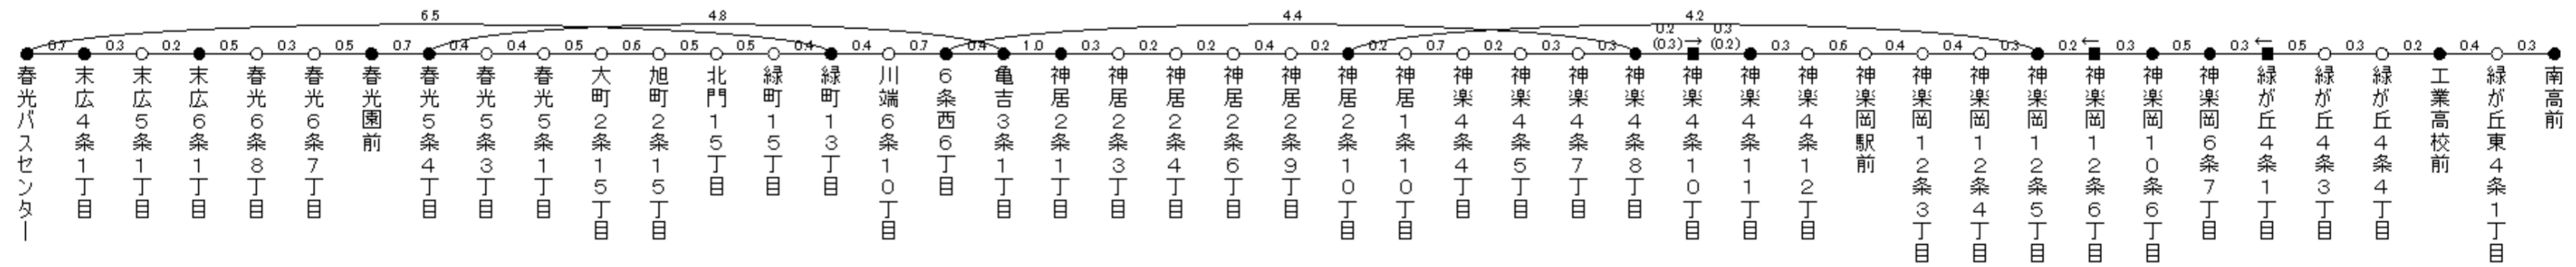 6.5 4.8 4.4 4.2
0.2 0.3
0.7 0.3 0.2 0.5 0.3 0.5 0.7 0.4 0.4 0.5 0.6 0.5 0.5 0.4 0.4 0.7 0.4 1.0 0.3 0.2 0.2 0.4 0.2 0.2 0.7 0.2 0.3 0.3 (0.3)→ (0.2) 0.3 0.6 0.4 0.4 0.3 0.2← 0.3 0.5 0.3← 0.5 0.3 0.2 0.4 0.3
春光バスセンター
末広4条1丁目
末広5条1丁目
末広6条1丁目
春光6条8丁目
春光6条7丁目
春光園前
春光5条4丁目
春光5条3丁目
春光5条1丁目
大町2条15丁目
旭町2条15丁目
北門15丁目
緑町15丁目
緑町13丁目
川端6条10丁目
6条西6丁目
亀吉3条1丁目
神居2条1丁目
神居2条3丁目
神居2条4丁目
神居2条6丁目
神居2条9丁目
神居2条10丁目
神居1条10丁目
神楽4条4丁目
神楽4条5丁目
神楽4条7丁目
神楽4条8丁目
神楽4条10丁目
神楽4条11丁目
神楽4条12丁目
神楽岡駅前
神楽岡12条3丁目
神楽岡12条4丁目
神楽岡12条5丁目
神楽岡12条6丁目
神楽岡10条6丁目
神楽岡6条7丁目
緑が丘4条1丁目
緑が丘4条3丁目
緑が丘4条4丁目
工業高校前
緑が丘東4条1丁目
南高前